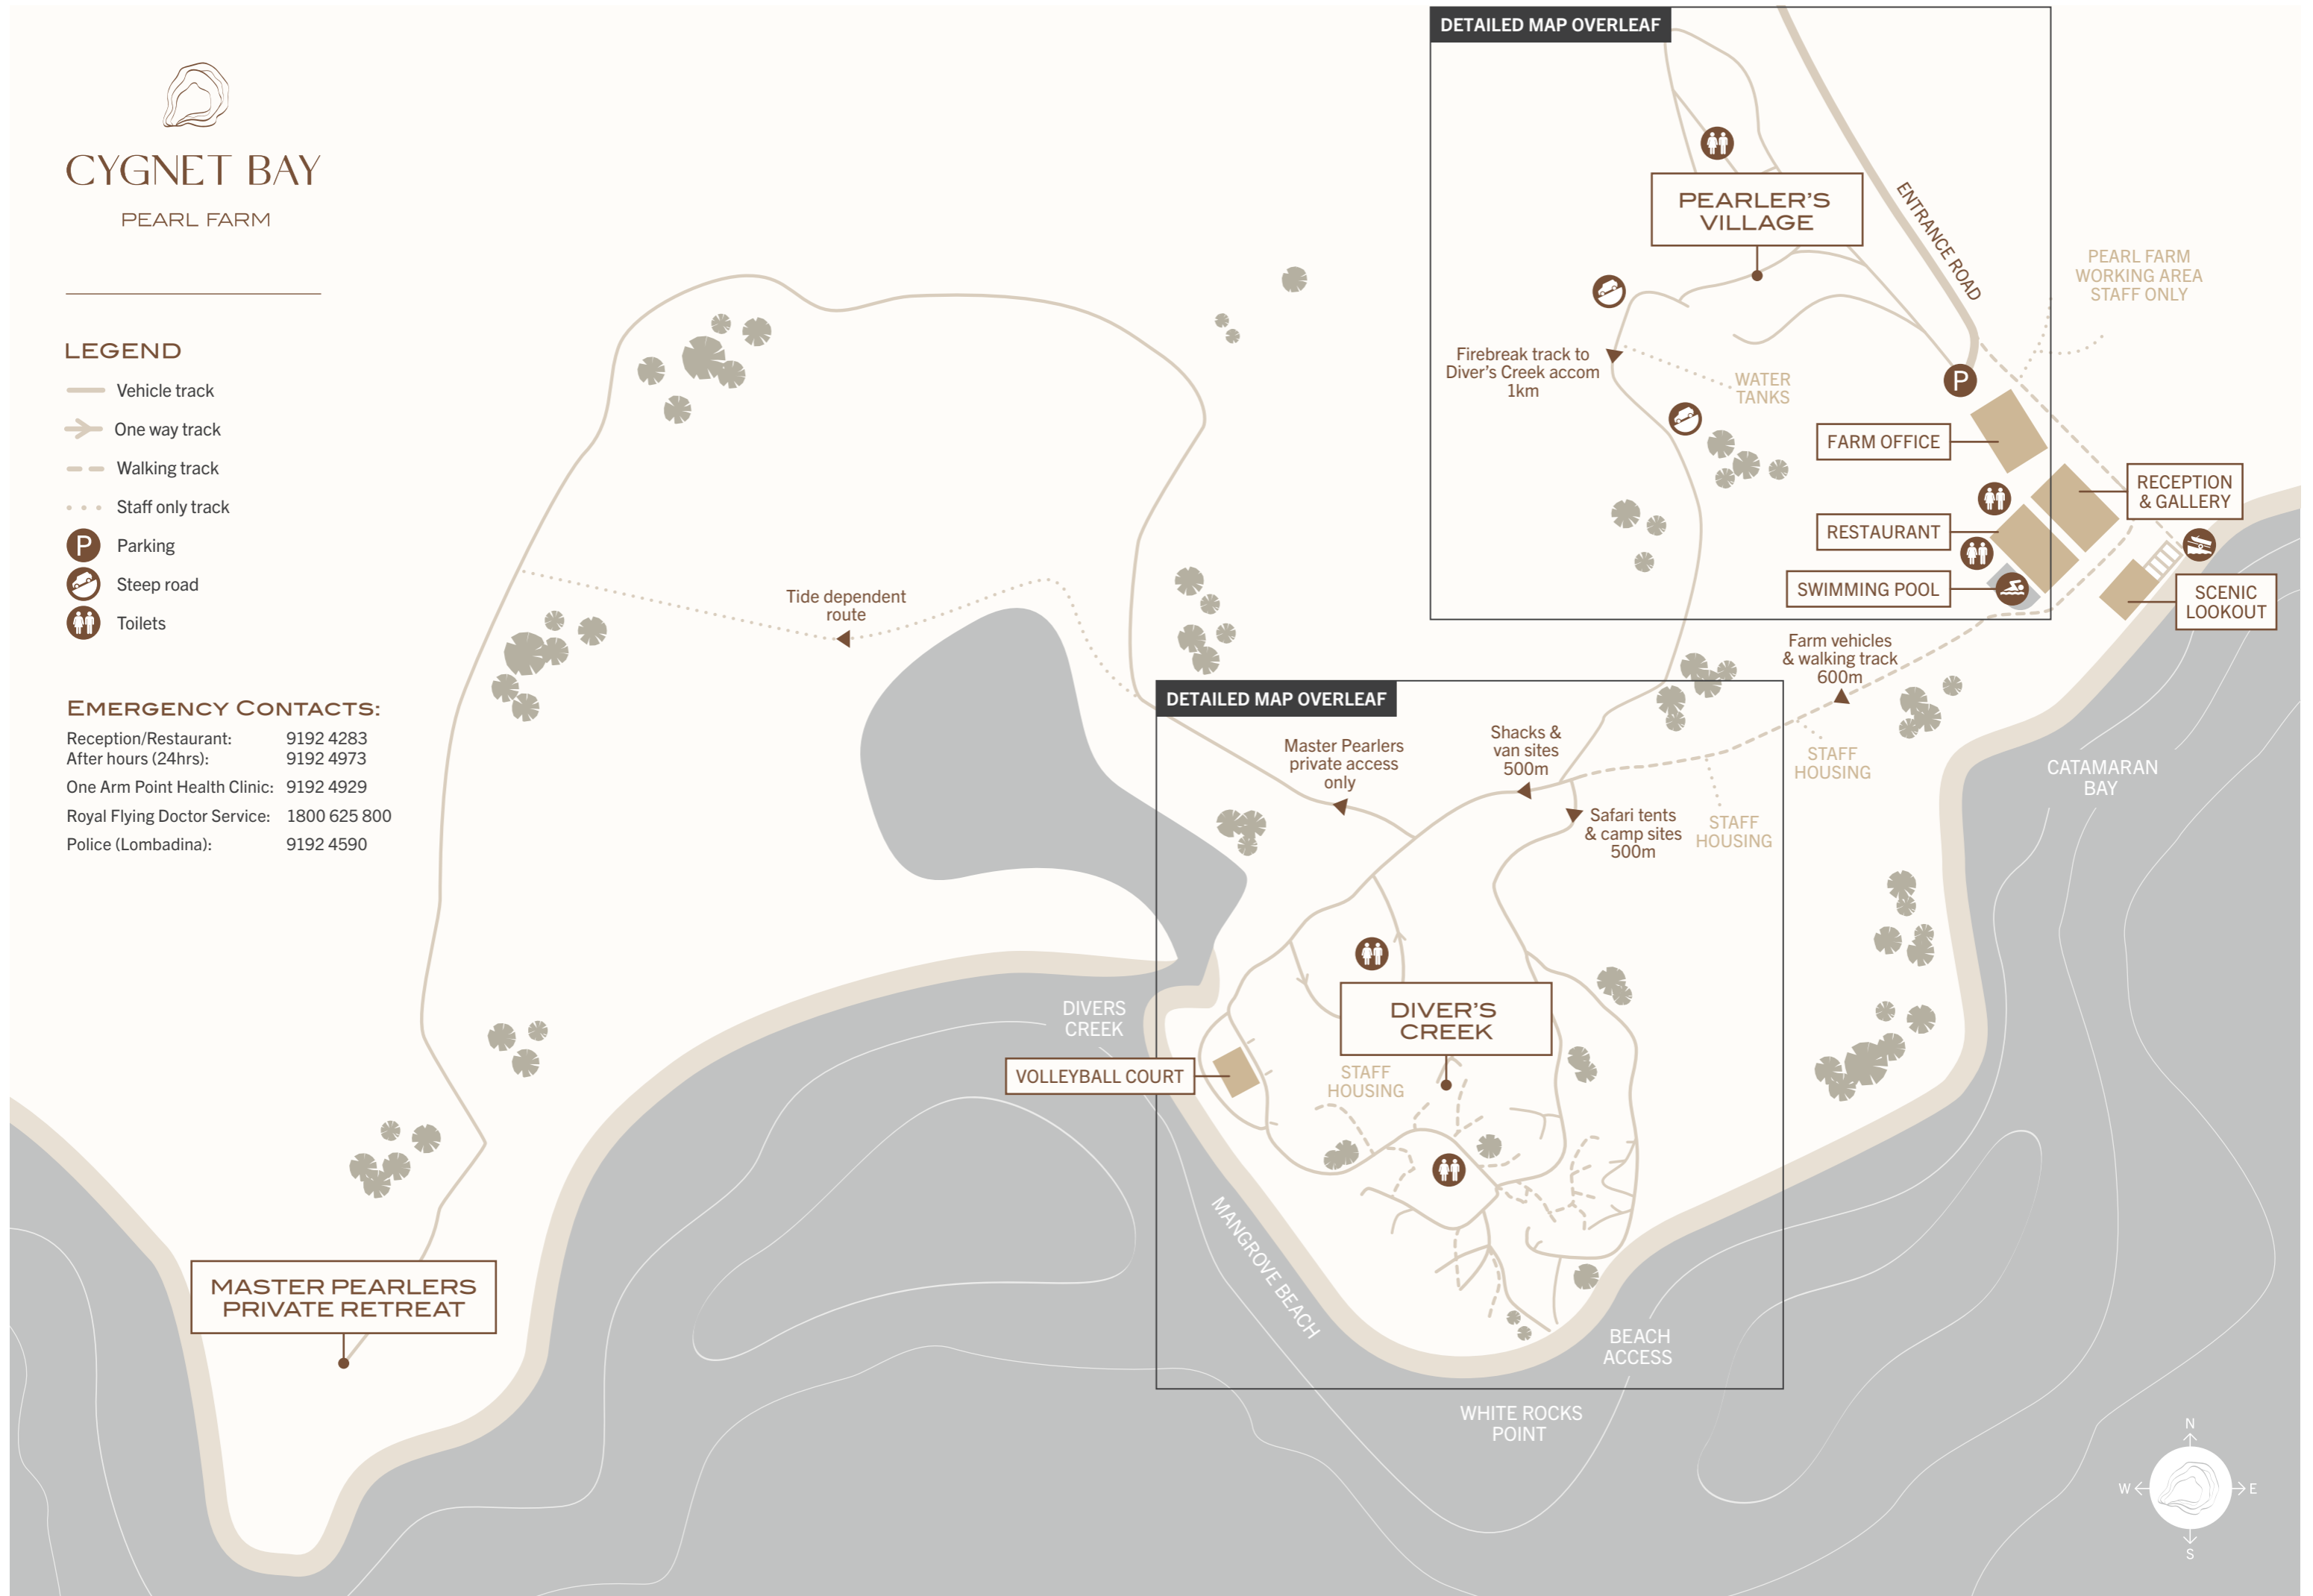 CYGNET BAY
PEARL FARM
LEGEND
Vehicle track
One way track
Walking track
Staff only track
P
Parking
Steep road
Toilets
EMERGENCY CONTACTS:
Reception/Restaurant: 9192 4283
After hours (24hrs): 9192 4973
One Arm Point Health Clinic: 9192 4929
Royal Flying Doctor Service: 1800 625 800
Police (Lombadina): 9192 4590
DETAILED MAP OVERLEAF
PEARLER'S
VILLAGE
ENTRANCE ROAD
PEARL FARM
WORKING AREA
STAFF ONLY
Firebreak track to
Diver's Creek accom
1km
WATER
TANKS
P
FARM OFFICE
RECEPTION
& GALLERY
RESTAURANT
SWIMMING POOL
SCENIC
LOOKOUT
Tide dependent
route
Farm vehicles
& walking track
600m
DETAILED MAP OVERLEAF
Master Pearlers
private access
only
Shacks &
van sites
500m
STAFF
HOUSING
CATAMARAN
BAY
Safari tents
& camp sites
500m
STAFF
HOUSING
DIVERS
CREEK
DIVER'S
CREEK
VOLLEYBALL COURT
STAFF
HOUSING
MANGROVE BEACH
MASTER PEARLERS
PRIVATE RETREAT
BEACH
ACCESS
WHITE ROCKS
POINT
N
W
E
S